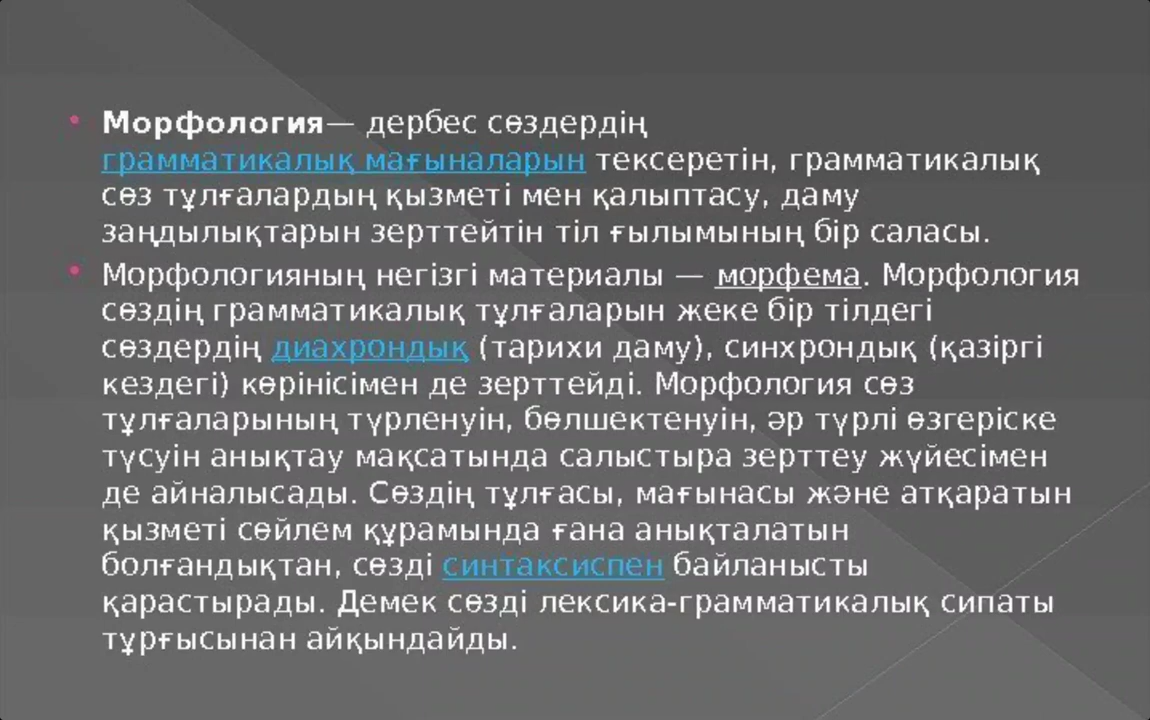 Морфология— дербес сөздердің
грамматикалық мағыналарын тексеретін, грамматикалық
сөз тұлғалардың қызметі мен қалыптасу, даму
заңдылықтарын зерттейтін тіл ғылымының бір саласы.
Морфологияның негізгі материалы — морфема. Морфология
сөздің грамматикалық тұлғаларын жеке бір тілдегі
сөздердің диахрондық (тарихи даму), синхрондық (қазіргі
кездегі) көрінісімен де зерттейді. Морфология сөз
тұлғаларының түрленуін, бөлшектенуін, әр түрлі өзгеріске
түсуін анықтау мақсатында салыстыра зерттеу жүйесімен
де айналысады. Сөздің тұлғасы, мағынасы және атқаратын
қызметі сөйлем құрамында ғана анықталатын
болғандықтан, сөзді синтаксиспен байланысты
қарастырады. Демек сөзді лексика-грамматикалық сипаты
тұрғысынан айқындайды.